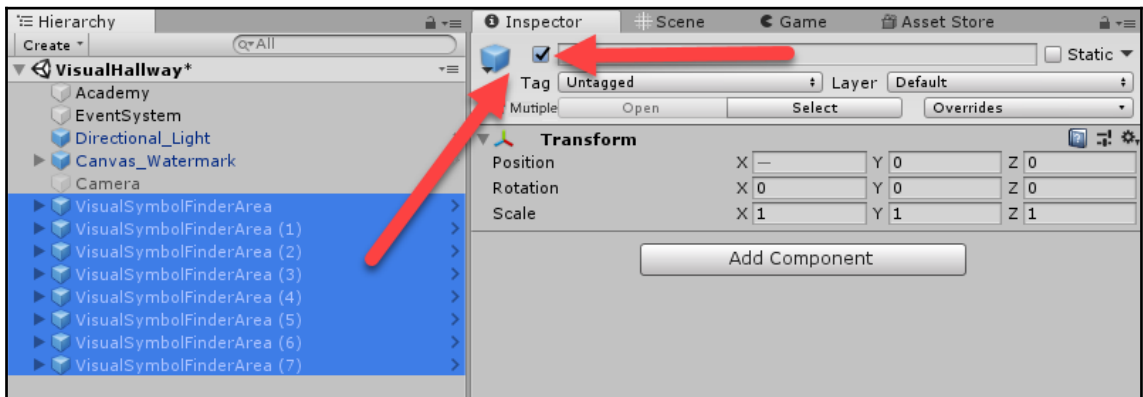 Hierarchy
Create
All
VisualHallway*
Academy
EventSystem
Directional_Light
Canvas_Watermark
Camera
VisualSymbolFinderArea
VisualSymbolFinderArea (1)
VisualSymbolFinderArea (2)
VisualSymbolFinderArea (3)
VisualSymbolFinderArea (4)
VisualSymbolFinderArea (5)
VisualSymbolFinderArea (6)
VisualSymbolFinderArea (7)
Inspector Scene Game Asset Store
Static
Tag Untagged Layer Default
Mutiple Open Select Overrides
Transform
Position X — Y 0 Z 0
Rotation X 0 Y 0 Z 0
Scale X 1 Y 1 Z 1
Add Component